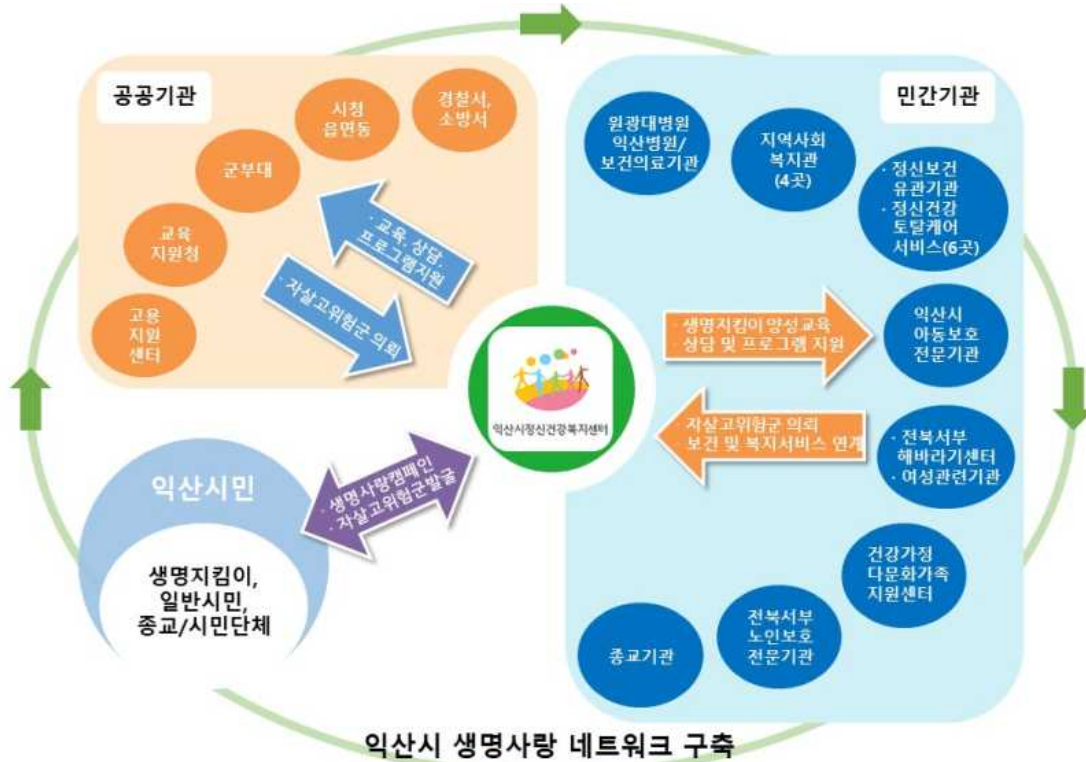 공공기관
경찰서,
소방서
시청
읍면동
군부대
교육
지원청
고용
지원
센터
· 교육, 상담,
프로그램지원
· 자살고위험군 의뢰
민간기관
원광대병원
익산병원/
보건의료기관
지역사회
복지관
(4곳)
· 정신보건
유관기관
· 정신건강
토탈케어
서비스(6곳)
익산시
아동보호
전문기관
· 전북서부
해바라기센터
· 여성관련기관
건강가정
다문화가족
지원센터
전북서부
노인보호
전문기관
종교기관
· 생명지킴이 양성교육
· 상담 및 프로그램 지원
· 자살고위험군 의뢰
· 보건 및 복지서비스 연계
익산시정신건강복지센터
· 생명사랑캠페인
· 자살고위험군발굴
익산시민
생명지킴이,
일반시민,
종교/시민단체
익산시 생명사랑 네트워크 구축